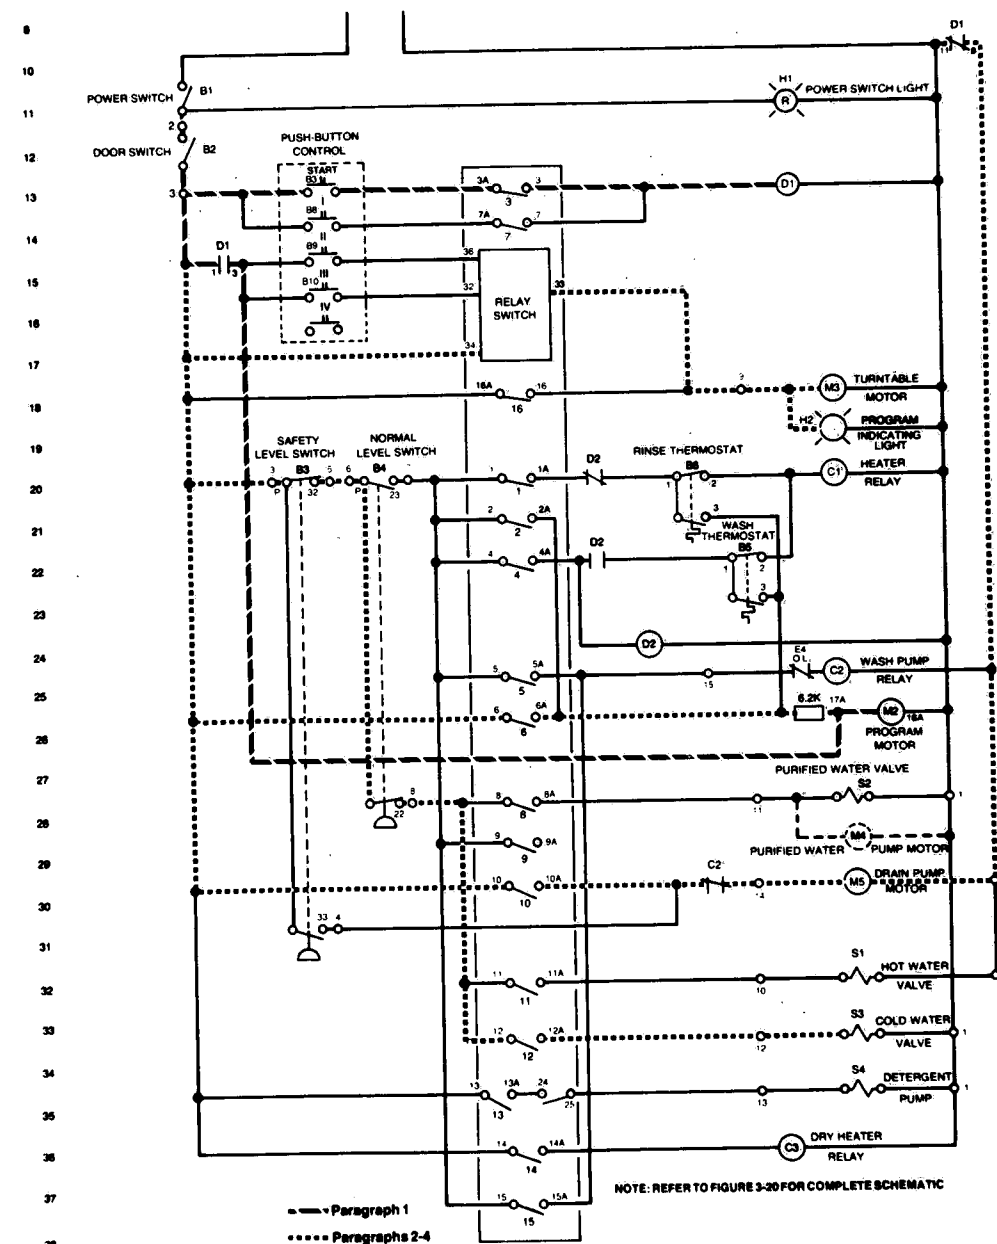 9
D1
11
10
H1
POWER SWITCH
B1
R
POWER SWITCH LIGHT
11
2
PUSH-BUTTON
CONTROL
DOOR SWITCH
B2
12
START
B3
3A
3
D1
3
13
I
3
B8
7A
7
14
II
7
D1
B9
36
1
3
III
15
B10
32
33
IV
RELAY
SWITCH
16
34
17
16A
16
9
M3
TURNTABLE
MOTOR
16
18
H2
PROGRAM
INDICATING
LIGHT
19
SAFETY
LEVEL SWITCH
NORMAL
LEVEL SWITCH
RINSE THERMOSTAT
3
B3
5
6
B4
7
1
1A
D2
B6
C1
HEATER
RELAY
20
P
32
P
23
1
1
2
21
2
2A
3
2
WASH
THERMOSTAT
4
4A
D2
B5
22
4
1
2
3
23
D2
24
E4
O.L.
5
5A
C2
WASH PUMP
RELAY
5
15
25
6
6A
6.2K
17A
M2
18A
6
PROGRAM
MOTOR
26
27
PURIFIED WATER VALVE
8
8
8A
S2
1
22
8
11
28
9
9A
M4
9
PURIFIED WATER
PUMP MOTOR
29
10
10A
C2
M5
DRAIN PUMP
MOTOR
10
14
30
33
4
31
11
11A
S1
HOT WATER
VALVE
11
10
32
12
12A
S3
COLD WATER
VALVE
1
33
12
12
34
13
13A
24
S4
DETERGENT
PUMP
1
13
25
13
35
14
14A
C3
DRY HEATER
RELAY
36
14
37
15
15A
NOTE: REFER TO FIGURE 3-20 FOR COMPLETE SCHEMATIC
15
Paragraph 1
Paragraphs 2-4